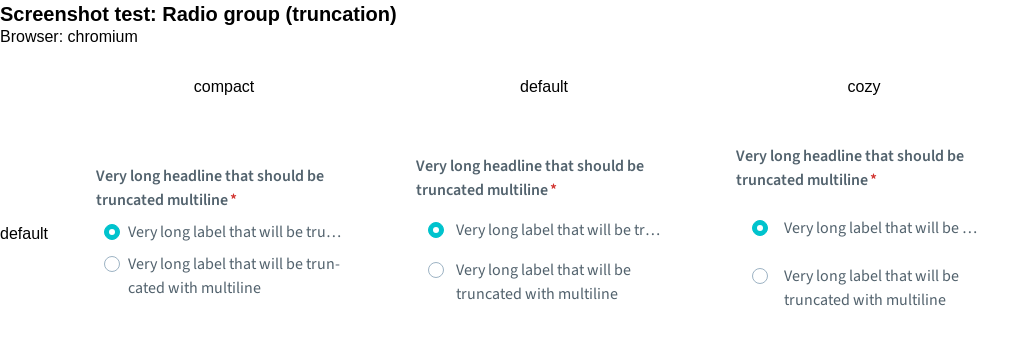 Screenshot test: Radio group (truncation)
Browser: chromium
compact
default
cozy
default
Very long headline that should be
truncated multiline *
Very long label that will be tru…
Very long label that will be trun-
cated with multiline
Very long headline that should be
truncated multiline *
Very long label that will be tr…
Very long label that will be
truncated with multiline
Very long headline that should be
truncated multiline *
Very long label that will be …
Very long label that will be
truncated with multiline